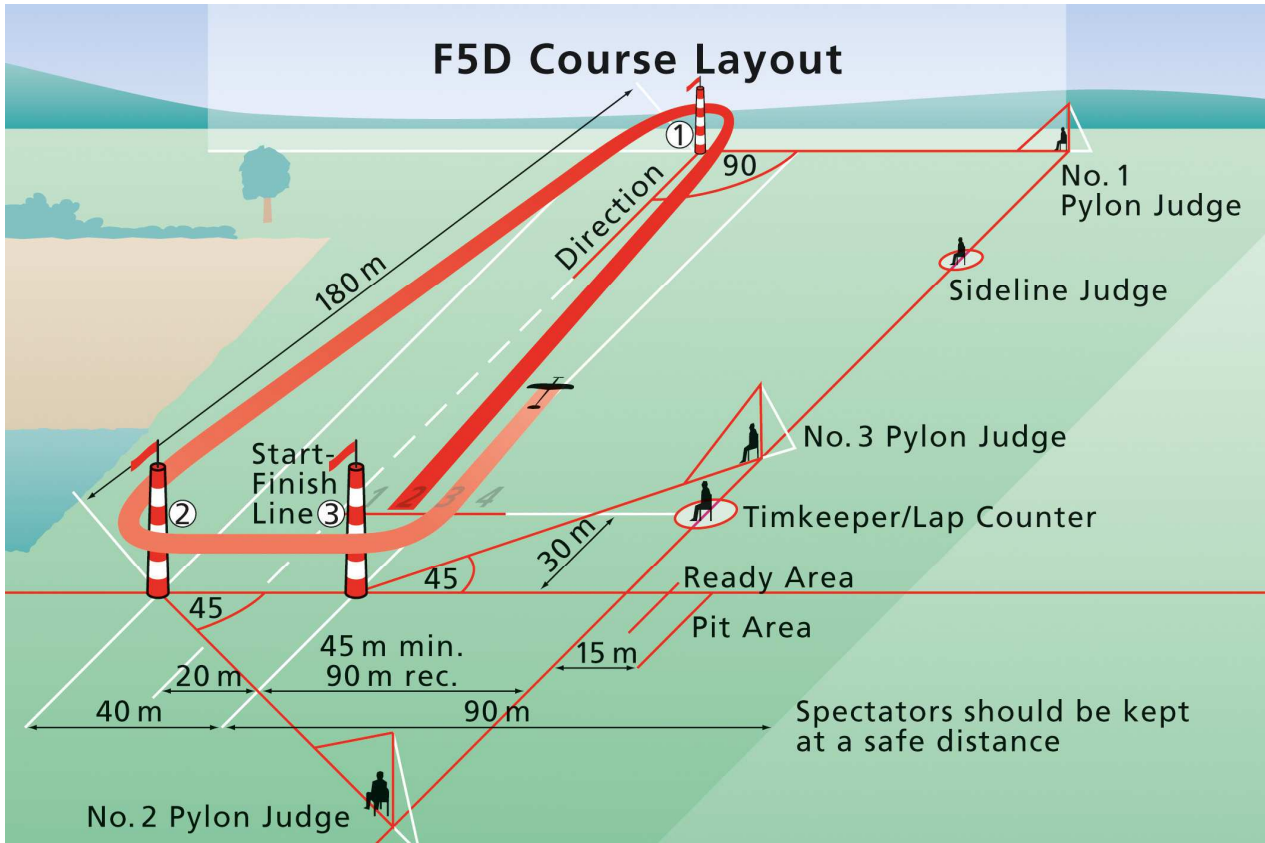 F5D Course Layout
1
90
Direction
No. 1
Pylon Judge
180 m
Sideline Judge
No. 3 Pylon Judge
Start-
Finish
Line
1 2 3 4
2
3
Timkeeper/Lap Counter
30 m
45
45
Ready Area
Pit Area
45 m min.
90 m rec.
15 m
20 m
40 m
90 m
Spectators should be kept
at a safe distance
No. 2 Pylon Judge